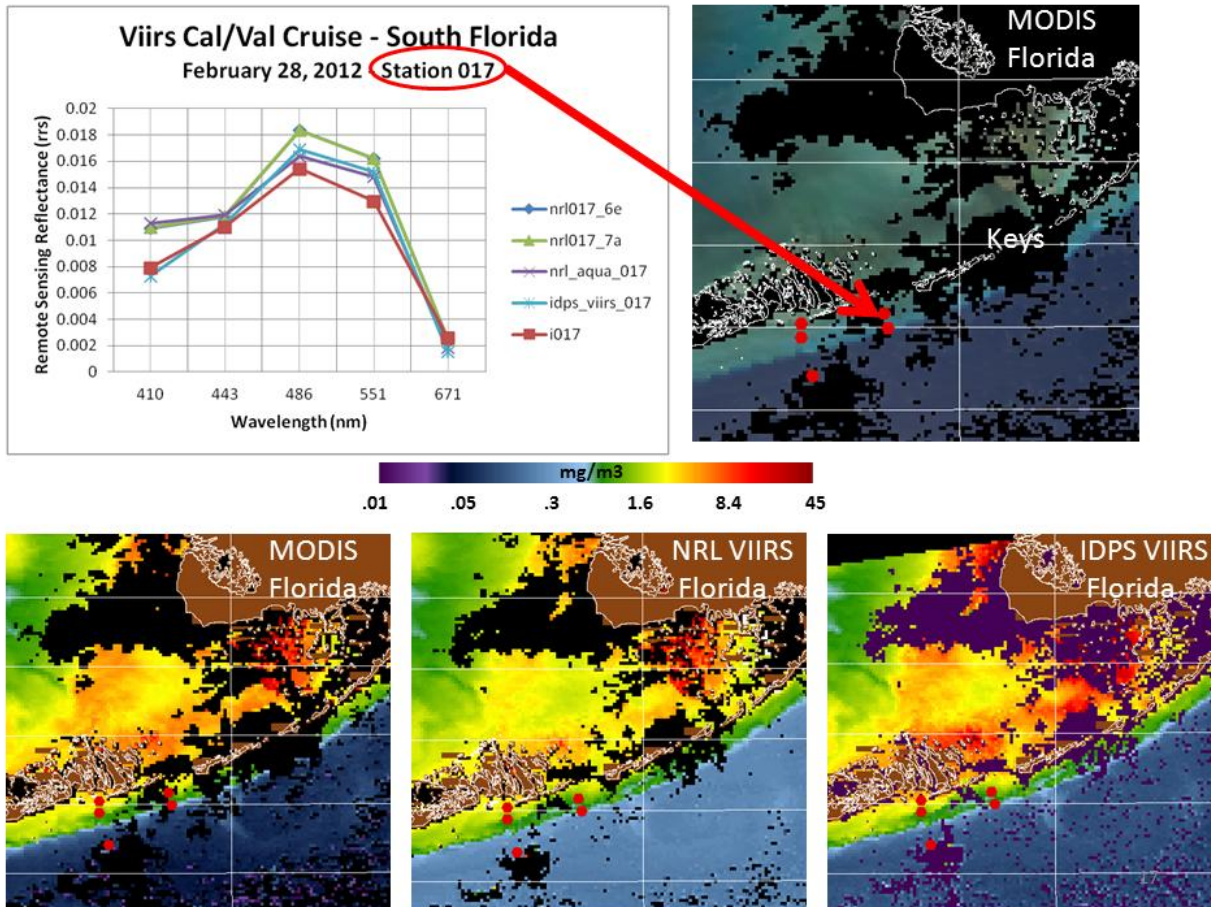 Viirs Cal/Val Cruise - South Florida
February 28, 2012 - Station 017
0.02
0.018
0.016
0.014
0.012
0.01
0.008
0.006
0.004
0.002
0
Remote Sensing Reflectance (rrs)
410 443 486 551 671
Wavelength (nm)
nrl017_6e
nrl017_7a
nrl_aqua_017
idps_viirs_017
i017
MODIS
Florida
Keys
mg/m3
.01 .05 .3 1.6 8.4 45
MODIS
Florida
NRL VIIRS
Florida
IDPS VIIRS
Florida
17